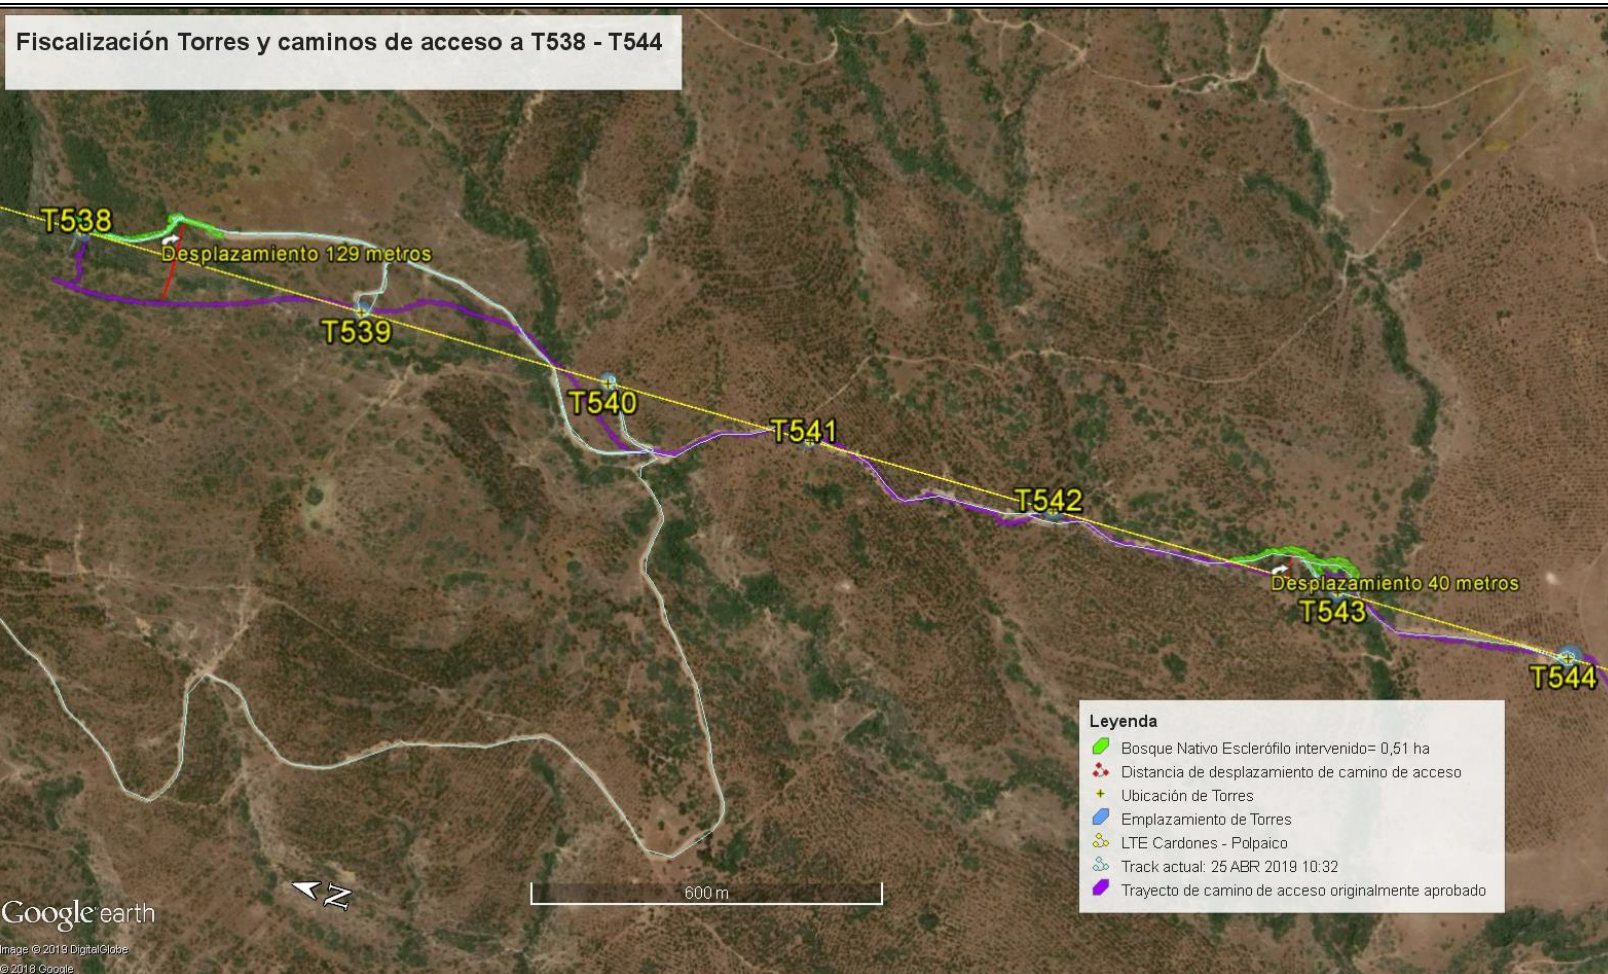 Fiscalización Torres y caminos de acceso a T538 - T544
T538
Desplazamiento 129 metros
T539
T540
T541
T542
Desplazamiento 40 metros
T543
T544
Leyenda
Bosque Nativo Esclerófilo intervenido= 0,51 ha
Distancia de desplazamiento de camino de acceso
Ubicación de Torres
Emplazamiento de Torres
LTE Cardones - Polpaico
Track actual: 25 ABR 2019 10:32
Trayecto de camino de acceso originalmente aprobado
N
600 m
Google earth
Image © 2019 DigitalGlobe
© 2018 Google